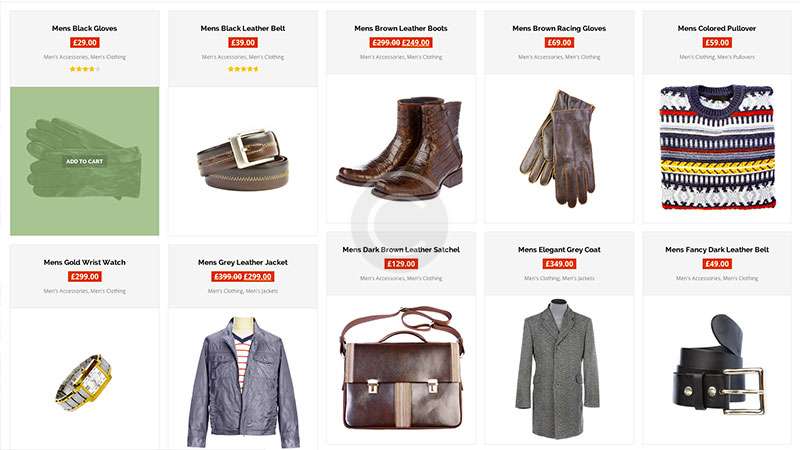 Mens Black Gloves
£29.00
Men's Accessories, Men's Clothing
ADD TO CART
Mens Black Leather Belt
£39.00
Men's Accessories, Men's Clothing
Mens Brown Leather Boots
£299.00 £249.00
Men's Accessories, Men's Clothing
Mens Brown Racing Gloves
£69.00
Men's Accessories, Men's Clothing
Mens Colored Pullover
£59.00
Men's Clothing, Men's Pullovers
Mens Gold Wrist Watch
£299.00
Men's Accessories, Men's Clothing
Mens Grey Leather Jacket
£399.00 £299.00
Men's Clothing, Men's Jackets
Mens Dark Brown Leather Satchel
£129.00
Men's Accessories, Men's Clothing
Mens Elegant Grey Coat
£349.00
Men's Clothing, Men's Jackets
Mens Fancy Dark Leather Belt
£49.00
Men's Accessories, Men's Clothing